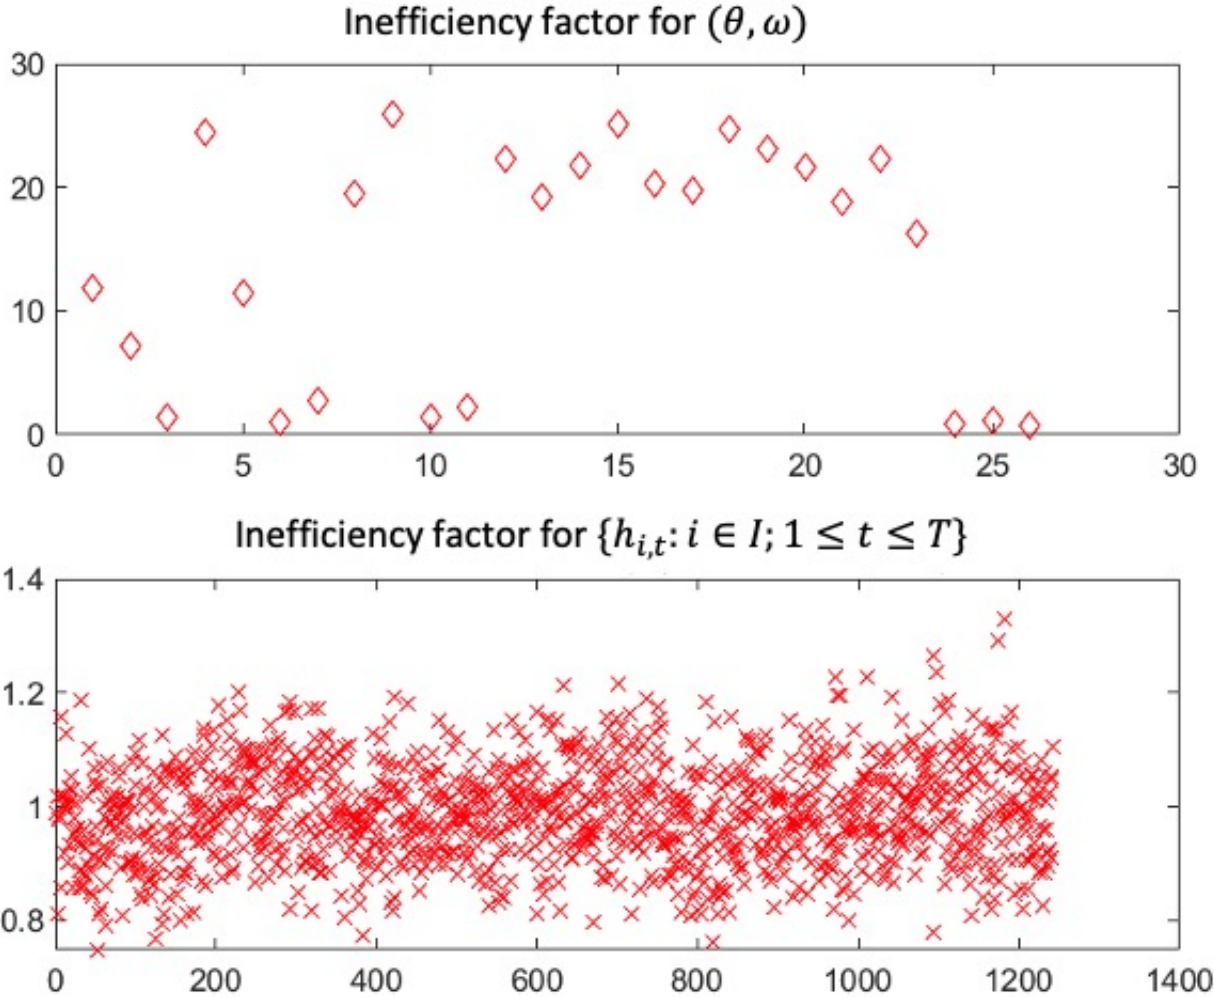 Inefficiency factor for (θ, ω)
30
20
10
0
0 5 10 15 20 25 30
Inefficiency factor for {h_{i,t}: i ∈ I; 1 ≤ t ≤ T}
1.4
1.2
1
0.8
0 200 400 600 800 1000 1200 1400